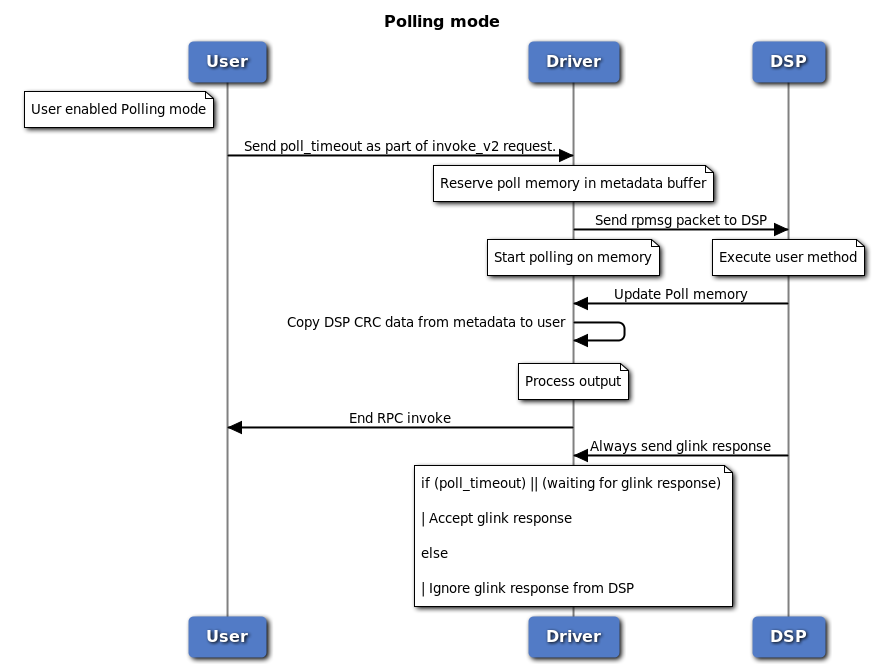 Polling mode
User
Driver
DSP
User enabled Polling mode
Send poll_timeout as part of invoke_v2 request.
Reserve poll memory in metadata buffer
Send rpmsg packet to DSP
Start polling on memory
Execute user method
Update Poll memory
Copy DSP CRC data from metadata to user
Process output
End RPC invoke
Always send glink response
if (poll_timeout) || (waiting for glink response)
| Accept glink response
else
| Ignore glink response from DSP
User
Driver
DSP